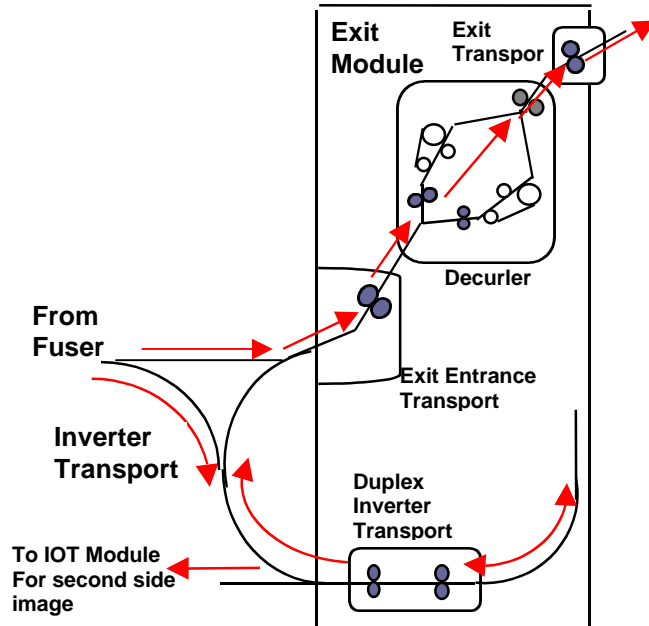 Exit
Module
Exit
Transpor
Decurler
From
Fuser
Exit Entrance
Transport
Inverter
Transport
Duplex
Inverter
Transport
To IOT Module
For second side
image